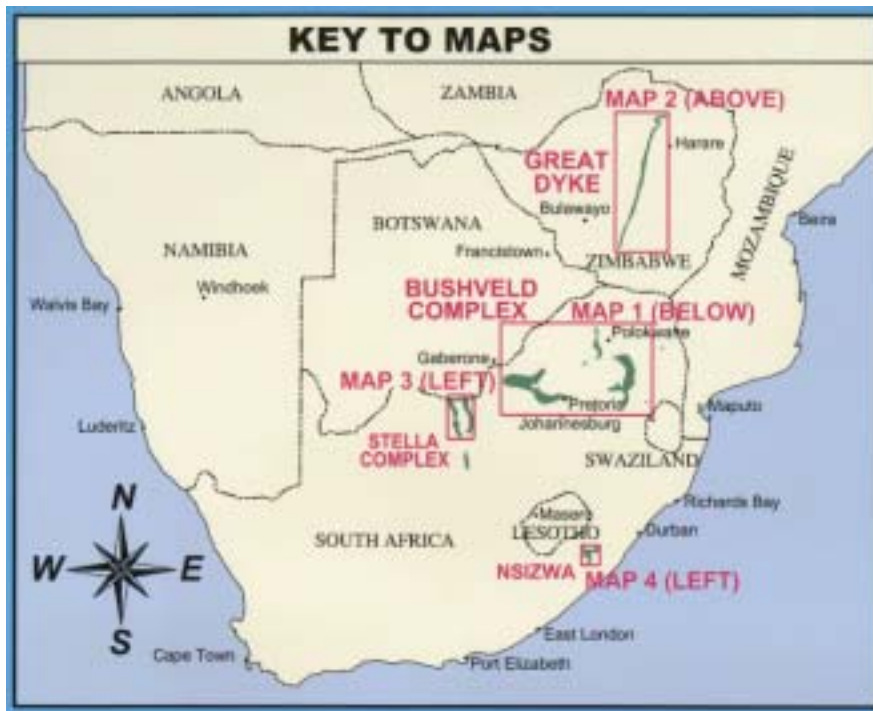 KEY TO MAPS
ANGOLA
ZAMBIA
MAP 2 (ABOVE)
Harare
GREAT
DYKE
MOZAMBIQUE
Bulawayo
BOTSWANA
Beira
NAMIBIA
Francistown
ZIMBABWE
Windhoek
BUSHVELD
COMPLEX
MAP 1 (BELOW)
Walvis Bay
Polokwane
Gaberone
MAP 3 (LEFT)
Pretoria
Maputo
Johannesburg
Luderitz
STELLA
COMPLEX
SWAZILAND
N
Richards Bay
Maseru
LESOTHO
Durban
SOUTH AFRICA
W
E
NSIZWA
MAP 4 (LEFT)
S
East London
Cape Town
Port Elizabeth